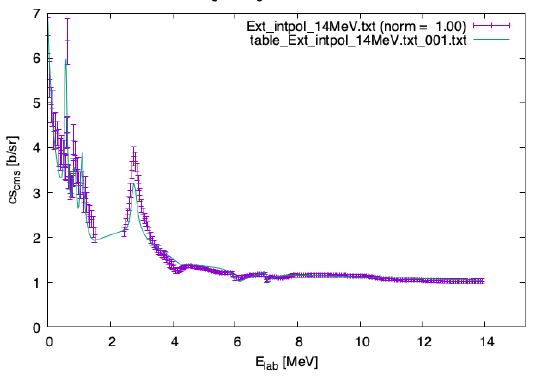 Ext_intpol_14MeV.txt (norm = 1.00)
table_Ext_intpol_14MeV.txt_001.txt
7
6
5
4
3
2
1
0
cs_cms [b/sr]
0 2 4 6 8 10 12 14
E_lab [MeV]